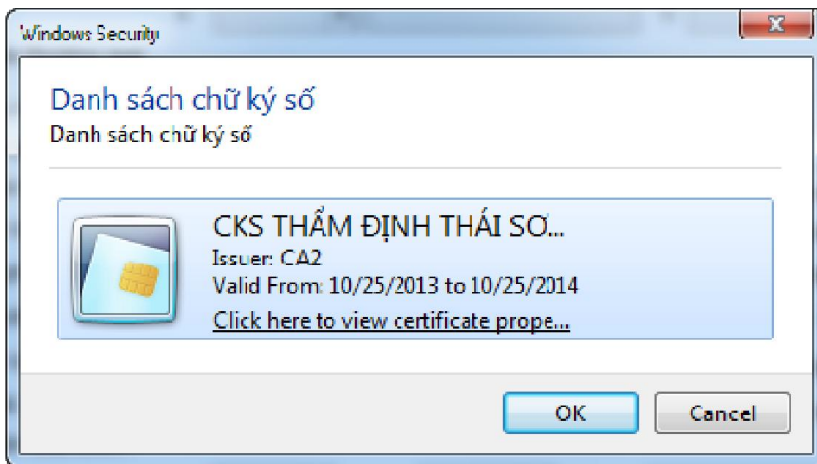 Windows Security
Danh sách chữ ký số
Danh sách chữ ký số
CKS THẨM ĐỊNH THÁI SƠ...
Issuer: CA2
Valid From: 10/25/2013 to 10/25/2014
Click here to view certificate prope...
OK
Cancel